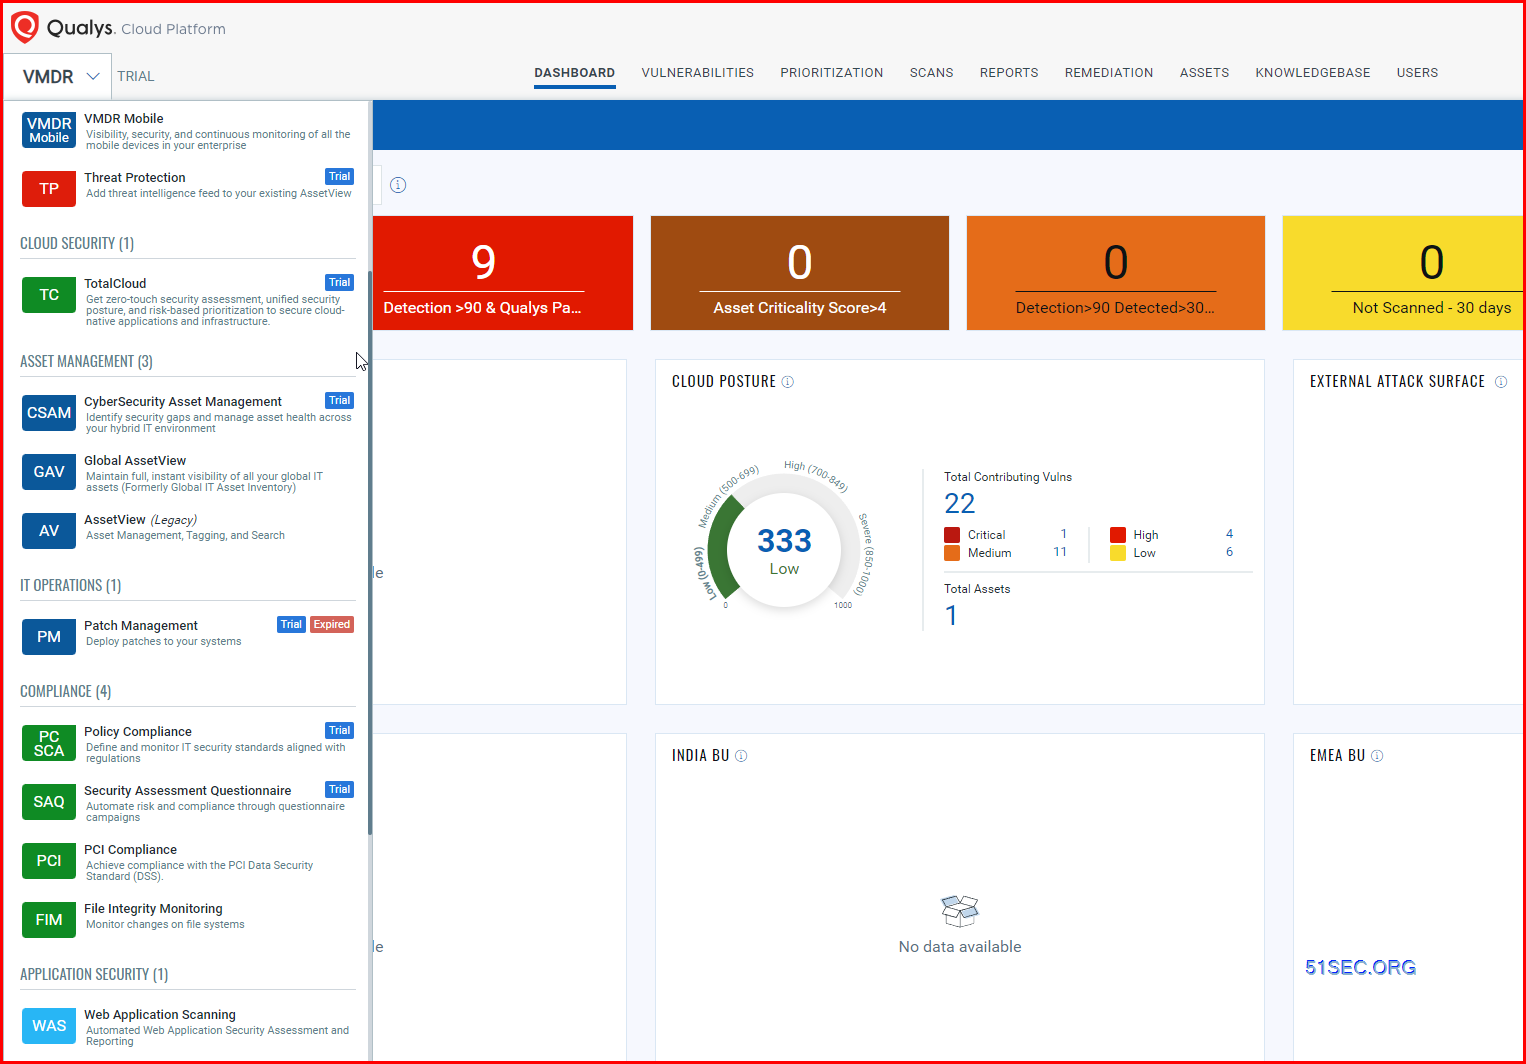 Qualys. Cloud Platform
VMDR TRIAL
DASHBOARD VULNERABILITIES PRIORITIZATION SCANS REPORTS REMEDIATION ASSETS KNOWLEDGEBASE USERS
VMDR
Mobile
VMDR Mobile
Visibility, security, and continuous monitoring of all the
mobile devices in your enterprise
TP
Threat Protection Trial
Add threat intelligence feed to your existing AssetView
CLOUD SECURITY (1)
TC
TotalCloud Trial
Get zero-touch security assessment, unified security
posture, and risk-based prioritization to secure cloud-
native applications and infrastructure.
ASSET MANAGEMENT (3)
CSAM
CyberSecurity Asset Management Trial
Identify security gaps and manage asset health across
your hybrid IT environment
GAV
Global AssetView
Maintain full, instant visibility of all your global IT
assets (Formerly Global IT Asset Inventory)
AV
AssetView (Legacy)
Asset Management, Tagging, and Search
IT OPERATIONS (1)
PM
Patch Management Trial Expired
Deploy patches to your systems
COMPLIANCE (4)
PC
SCA
Policy Compliance Trial
Define and monitor IT security standards aligned with
regulations
SAQ
Security Assessment Questionnaire Trial
Automate risk and compliance through questionnaire
campaigns
PCI
PCI Compliance
Achieve compliance with the PCI Data Security
Standard (DSS).
FIM
File Integrity Monitoring
Monitor changes on file systems
APPLICATION SECURITY (1)
WAS
Web Application Scanning
Automated Web Application Security Assessment and
Reporting
9
Detection >90 & Qualys Pa...
0
Asset Criticality Score>4
0
Detection>90 Detected>30...
0
Not Scanned - 30 days
le
CLOUD POSTURE
Low (0-499)
Medium (500-699)
High (700-849)
Severe (850-1000)
333
Low
0 1000
Total Contributing Vulns
22
Critical 1 High 4
Medium 11 Low 6
Total Assets
1
EXTERNAL ATTACK SURFACE
le
INDIA BU
No data available
EMEA BU
51SEC.ORG